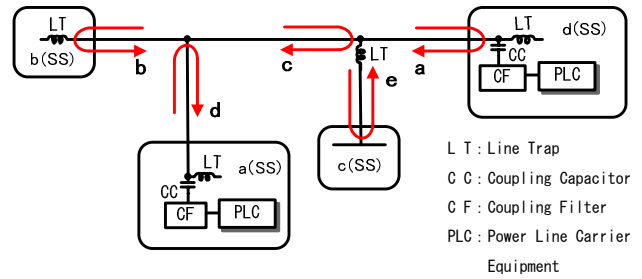 LT
b(SS)
b
c
LT
a
e
LT
d(SS)
CC
CF
PLC
d
LT
a(SS)
CC
CF
PLC
c(SS)
L T : Line Trap
C C : Coupling Capacitor
C F : Coupling Filter
PLC : Power Line Carrier
Equipment